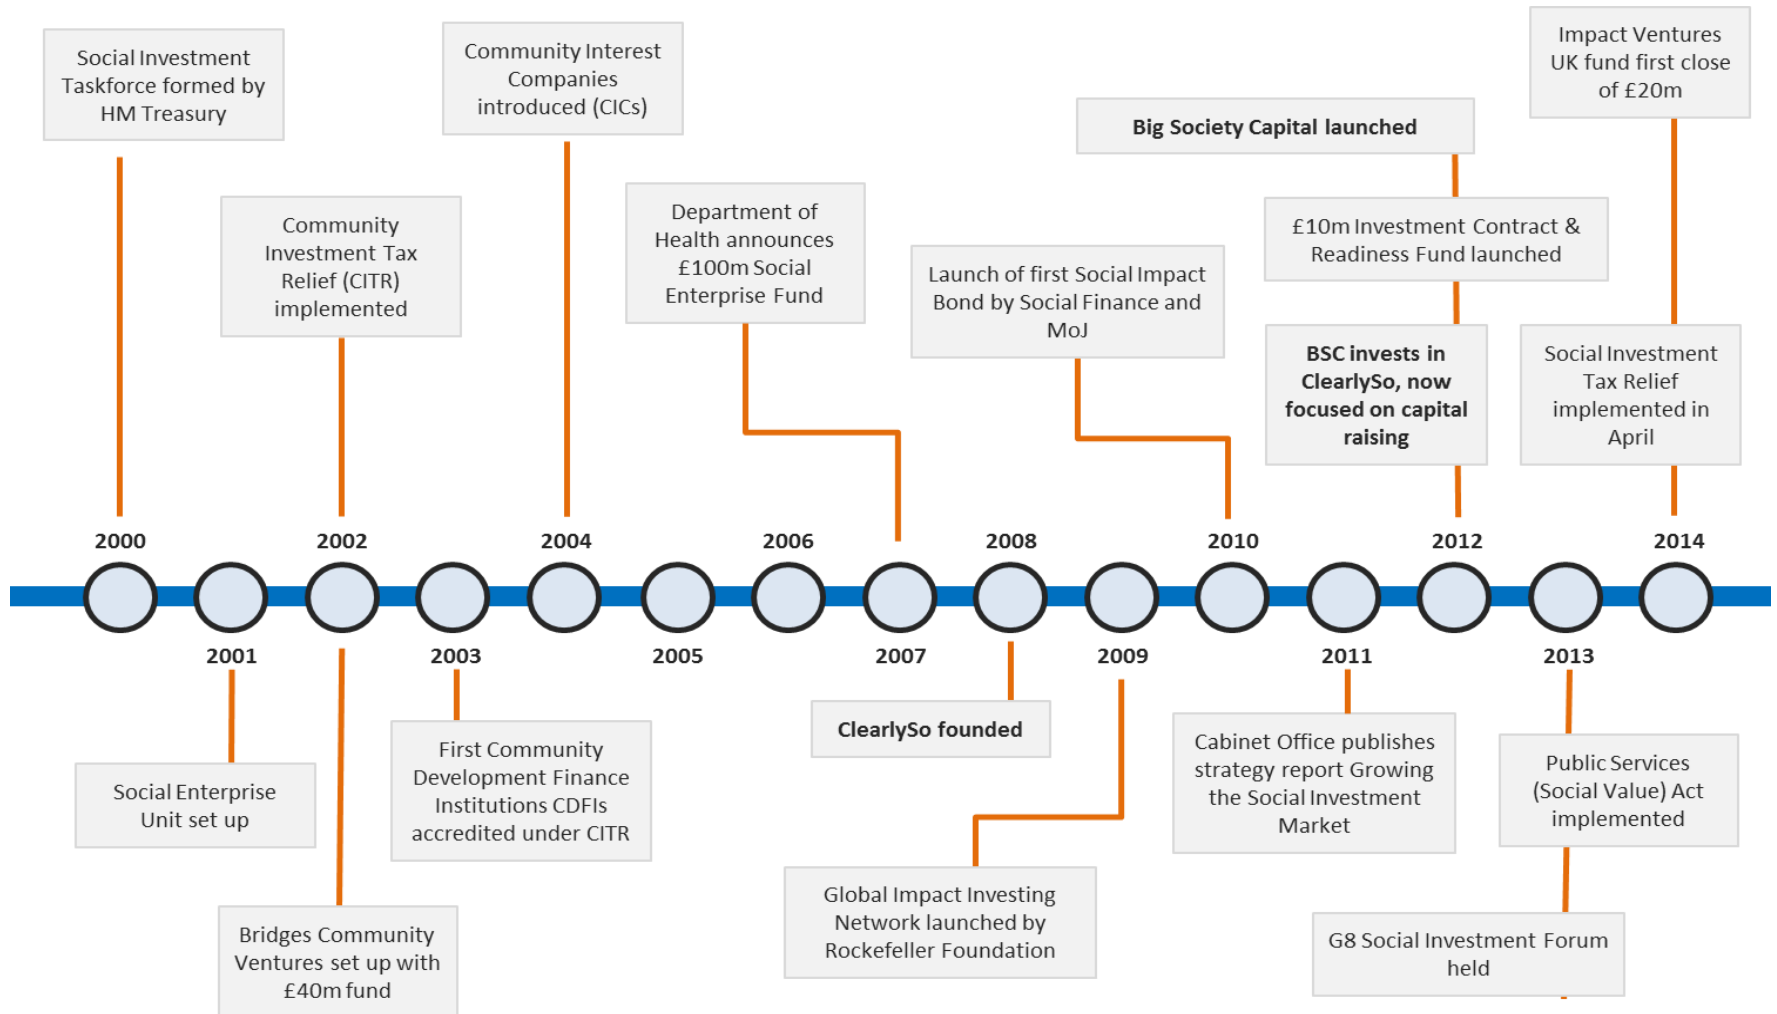 Social Investment
Taskforce formed by
HM Treasury
Community Investment
Tax
Relief (CITR)
implemented
Community Interest
Companies
introduced (CICs)
Department of
Health announces
£100m Social
Enterprise Fund
Launch of first Social Impact
Bond by Social Finance and
MoJ
Big Society Capital launched
£10m Investment Contract &
Readiness Fund launched
BSC invests in
ClearlySo, now
focused on capital
raising
Impact Ventures
UK fund first close
of £20m
Social Investment
Tax Relief
implemented in
April
2000
2002
2004
2006
2008
2010
2012
2014
2001
2003
2005
2007
2009
2011
2013
Social Enterprise
Unit set up
Bridges Community
Ventures set up with
£40m fund
First Community
Development Finance
Institutions CDFIs
accredited under CITR
ClearlySo founded
Global Impact Investing
Network launched by
Rockefeller Foundation
Cabinet Office publishes
strategy report Growing
the Social Investment
Market
Public Services
(Social Value) Act
implemented
G8 Social Investment Forum
held